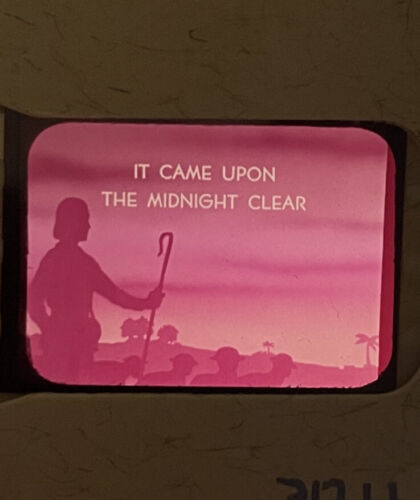 IT CAME UPON
THE MIDNIGHT CLEAR